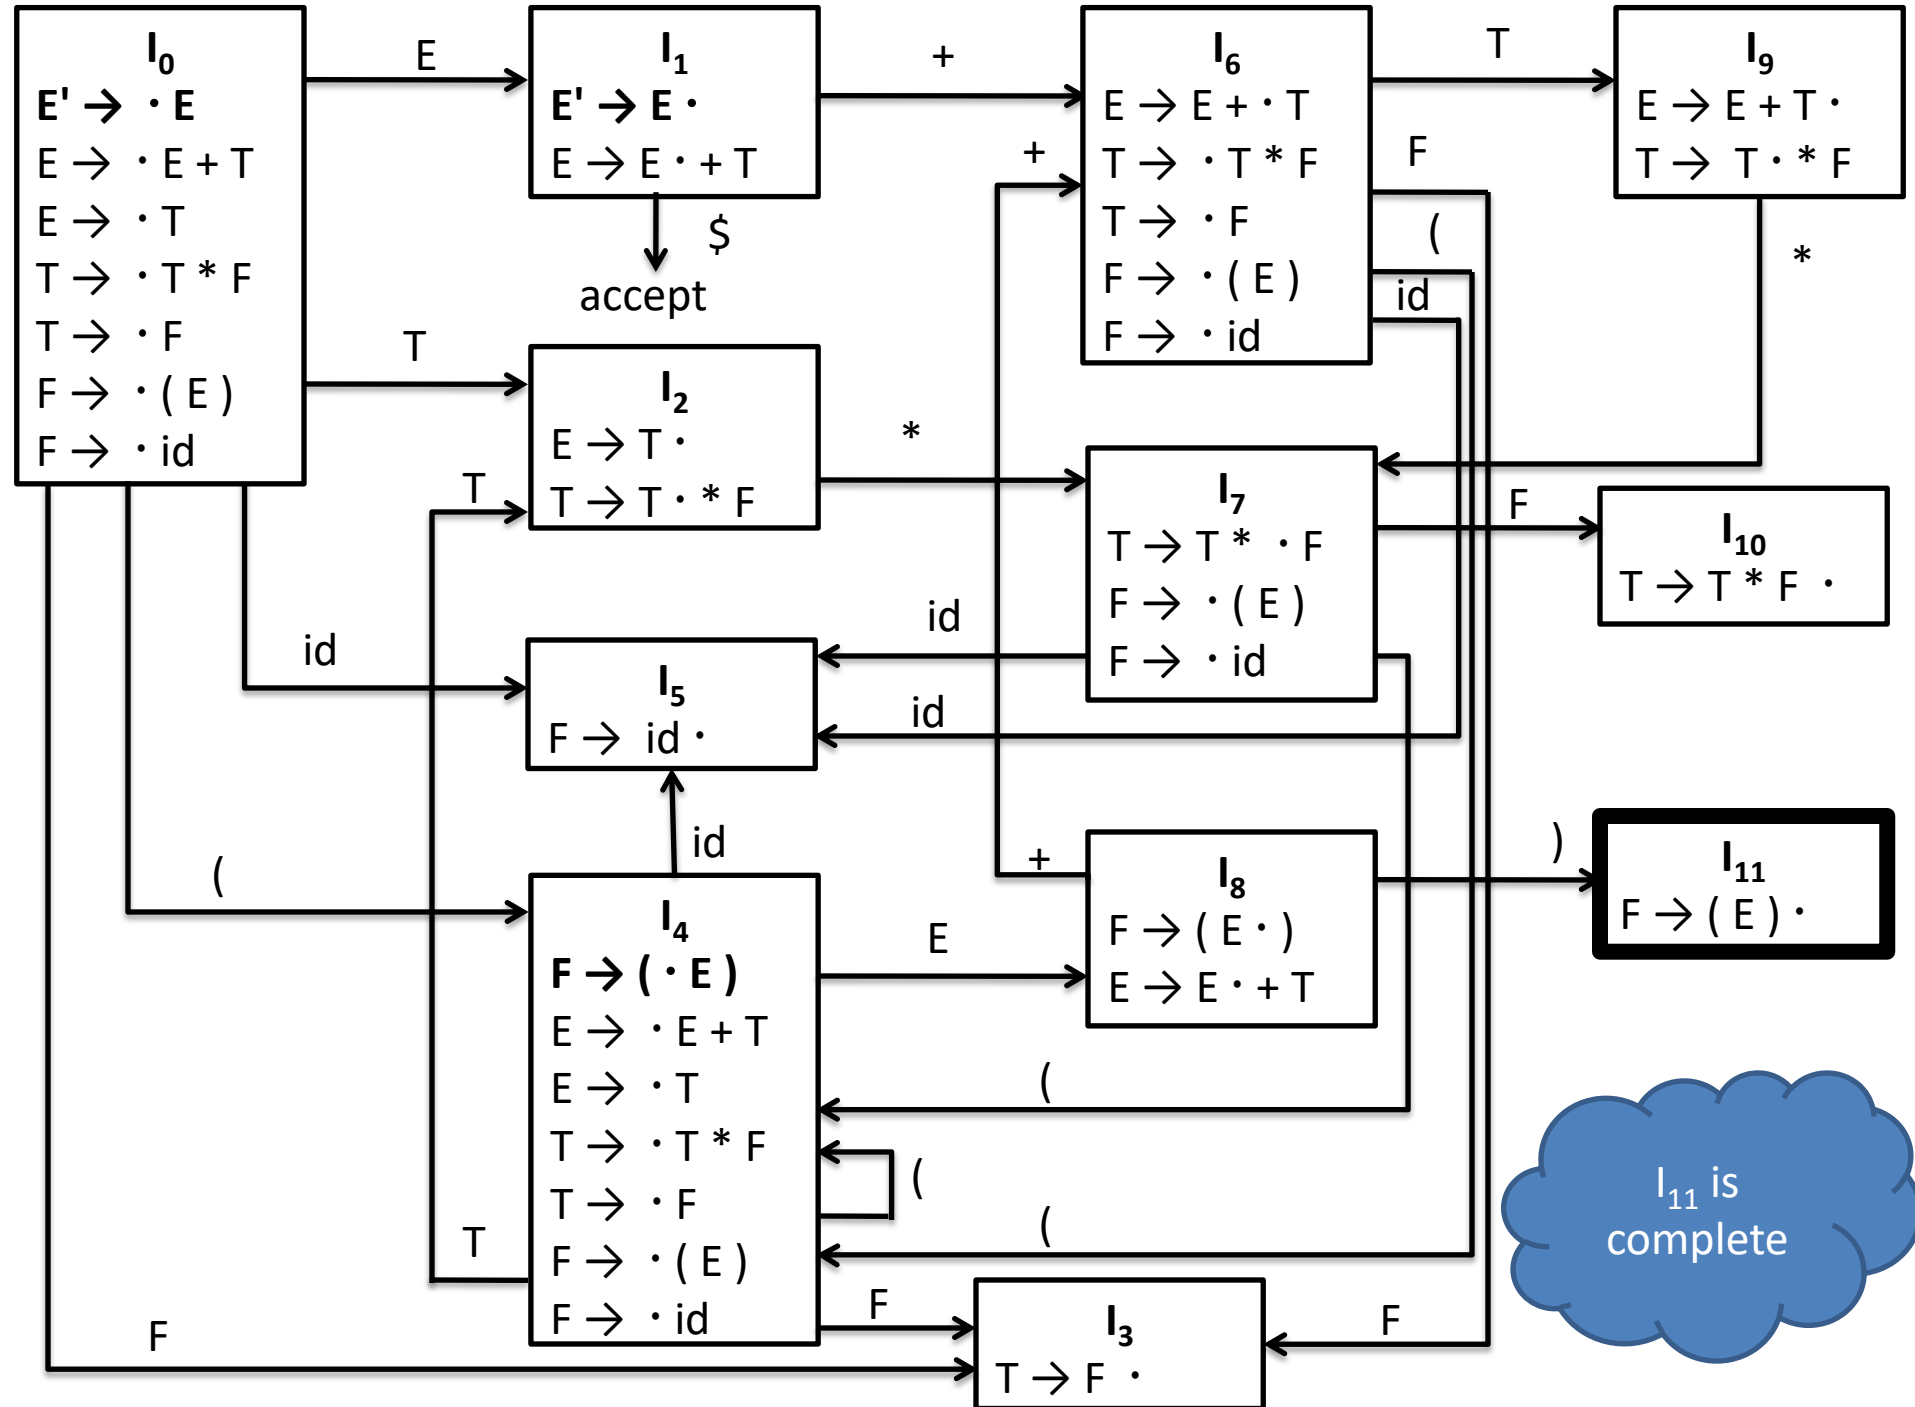 I0
E' → · E
E → · E + T
E → · T
T → · T * F
T → · F
F → · ( E )
F → · id
E
I1
E' → E ·
E → E · + T
$
accept
+
I6
E → E + · T
T → · T * F
T → · F
F → · ( E )
F → · id
+
T
F
(
id
I9
E → E + T ·
T → T · * F
*
T
I2
E → T ·
T → T · * F
T
*
I7
T → T * · F
F → · ( E )
F → · id
F
I10
T → T * F ·
id
id
id
I5
F → id ·
id
(
I4
F → ( · E )
E → · E + T
E → · T
T → · T * F
T → · F
F → · ( E )
F → · id
T
E
+
I8
F → ( E · )
E → E · + T
)
I11
F → ( E ) ·
(
(
(
F
F
F
I3
T → F ·
I11 is
complete